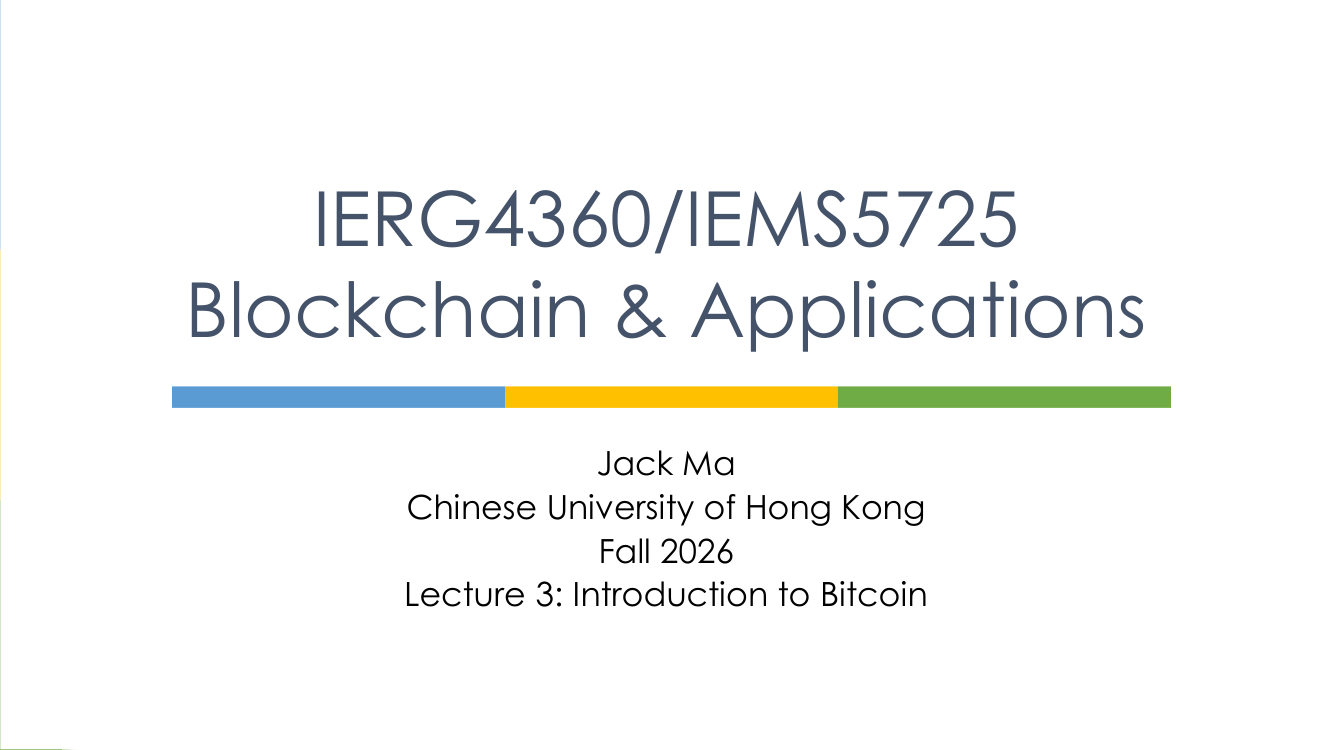 IERG4360/IEMS5725
Blockchain & Applications
Jack Ma
Chinese University of Hong Kong
Fall 2026
Lecture 3: Introduction to Bitcoin